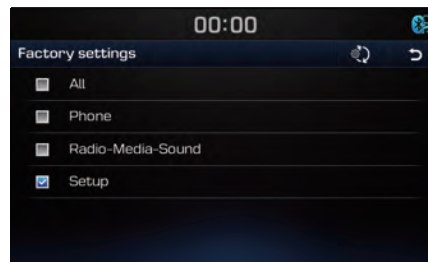 00:00
Factory settings
All
Phone
Radio-Media-Sound
Setup